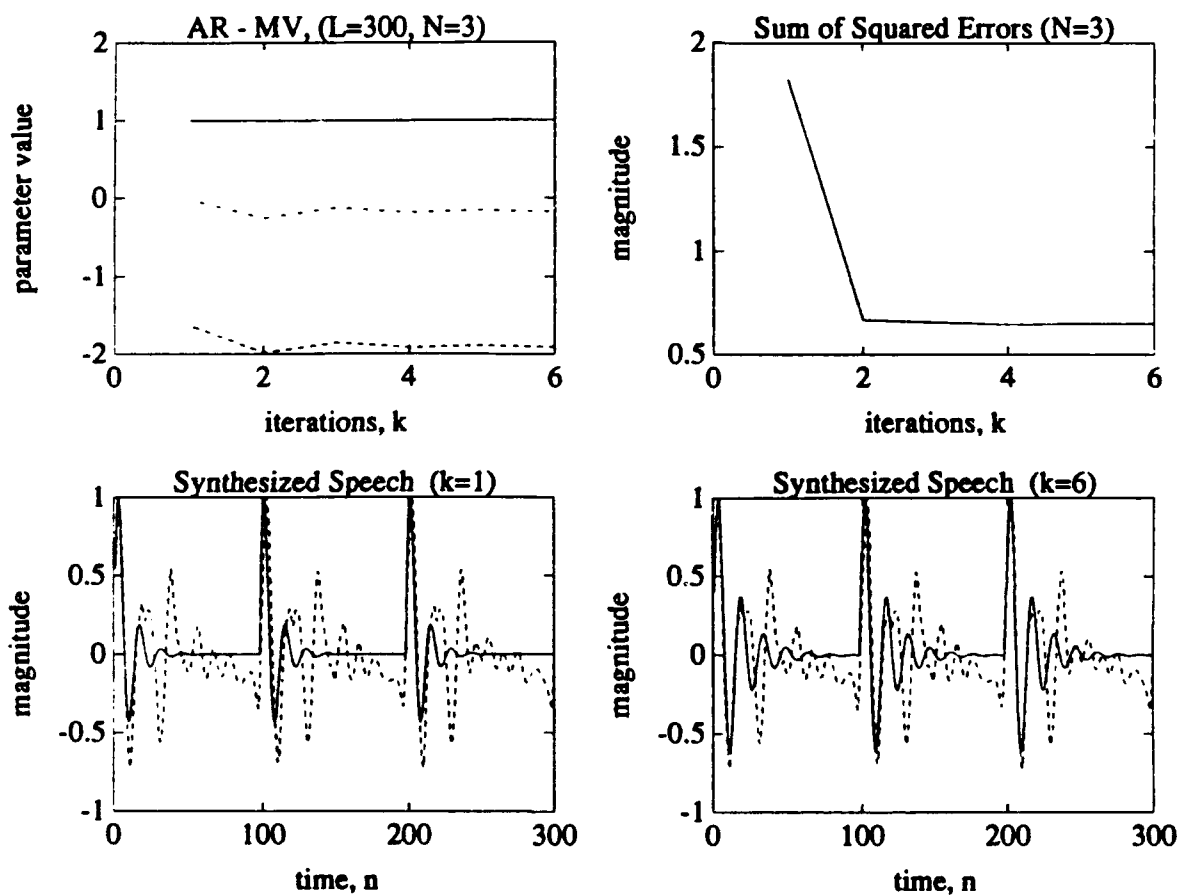 AR - MV, (L=300, N=3)
2
1
0
-1
-2
parameter value
0
2
4
6
iterations, k
Sum of Squared Errors (N=3)
2
1.5
1
0.5
magnitude
0
2
4
6
iterations, k
Synthesized Speech (k=1)
1
0.5
0
-0.5
-1
magnitude
0
100
200
300
time, n
Synthesized Speech (k=6)
1
0.5
0
-0.5
-1
magnitude
0
100
200
300
time, n